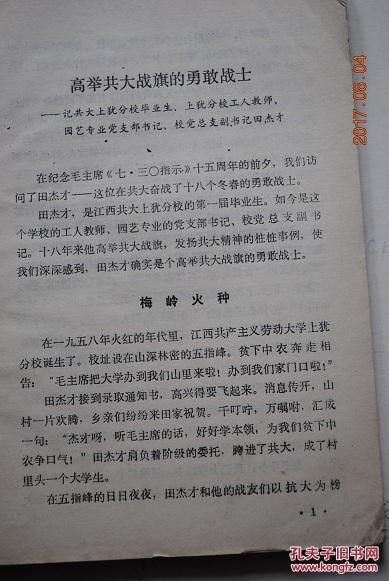 高举共大战旗的勇敢战士
——记共大上犹分校毕业生、上犹分校工人教师、
园艺专业党支部书记、校党总支副书记田杰才
在纪念毛主席《七·三〇指示》十五周年的前夕，我们访
问了田杰才——这位在共大奋战了十八个冬春的勇敢战士。
田杰才，是江西共大上犹分校的第一届毕业生。如今是这
个学校的工人教师、园艺专业的党支部书记、校党总支副书
记。十八年来他高举共大战旗，发扬共大精神的桩桩事例，使
我们深深感到，田杰才确实是个高举共大战旗的勇敢战士。
梅岭火种
在一九五八年火红的年代里，江西共产主义劳动大学上犹
分校诞生了。校址设在山深林密的五指峰。贫下中农奔走相
告：“毛主席把大学办到我们山里来啦！办到我们家门口啦！”
田杰才接到录取通知书，高兴得要飞起来。消息传开，山
村一片欢腾，乡亲们纷纷来田家祝贺。千叮咛，万嘱咐，汇成
一句：“杰才呀，听毛主席的话，好好学本领，为我们贫下中
农争口气！”田杰才肩负着阶级的委托，跨进了共大，成了村
里头一个大学生。
在五指峰的日日夜夜，田杰才和他的战友们以抗大为榜
·1·
2017.08.04
孔夫子旧书网
www.kongfz.com